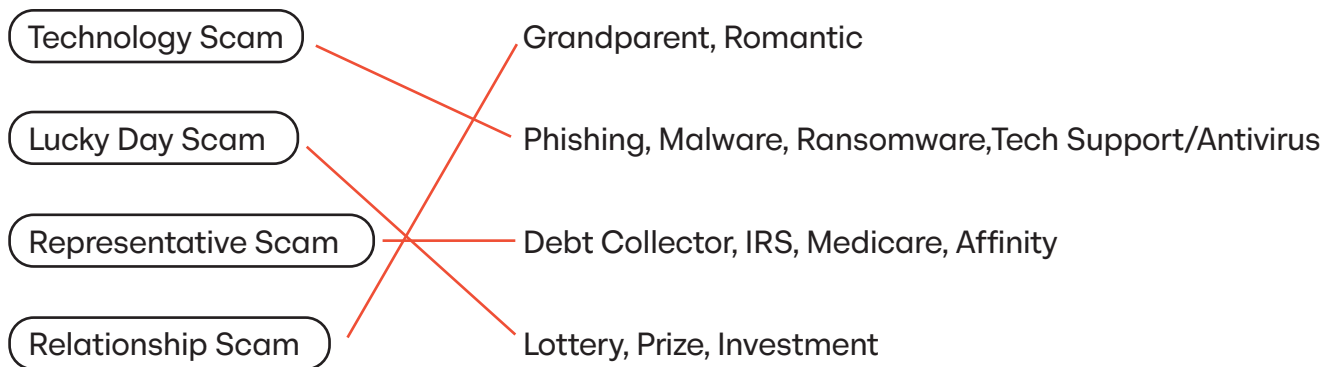 Technology Scam
Grandparent, Romantic
Lucky Day Scam
Phishing, Malware, Ransomware,Tech Support/Antivirus
Representative Scam
Debt Collector, IRS, Medicare, Affinity
Relationship Scam
Lottery, Prize, Investment